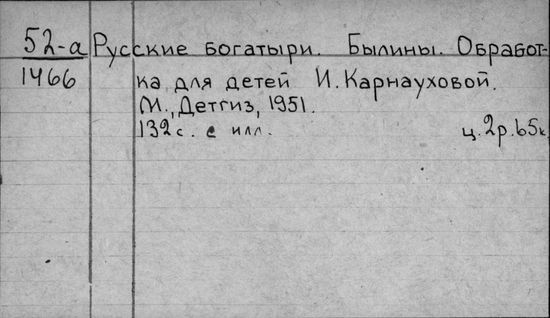 52-а Русские богатыри. Былины. Обработ-
1466 ка для детей И. Карнауховой.
М., Детгиз, 1951.
132 с. с илл. ц. 2р. 65к.